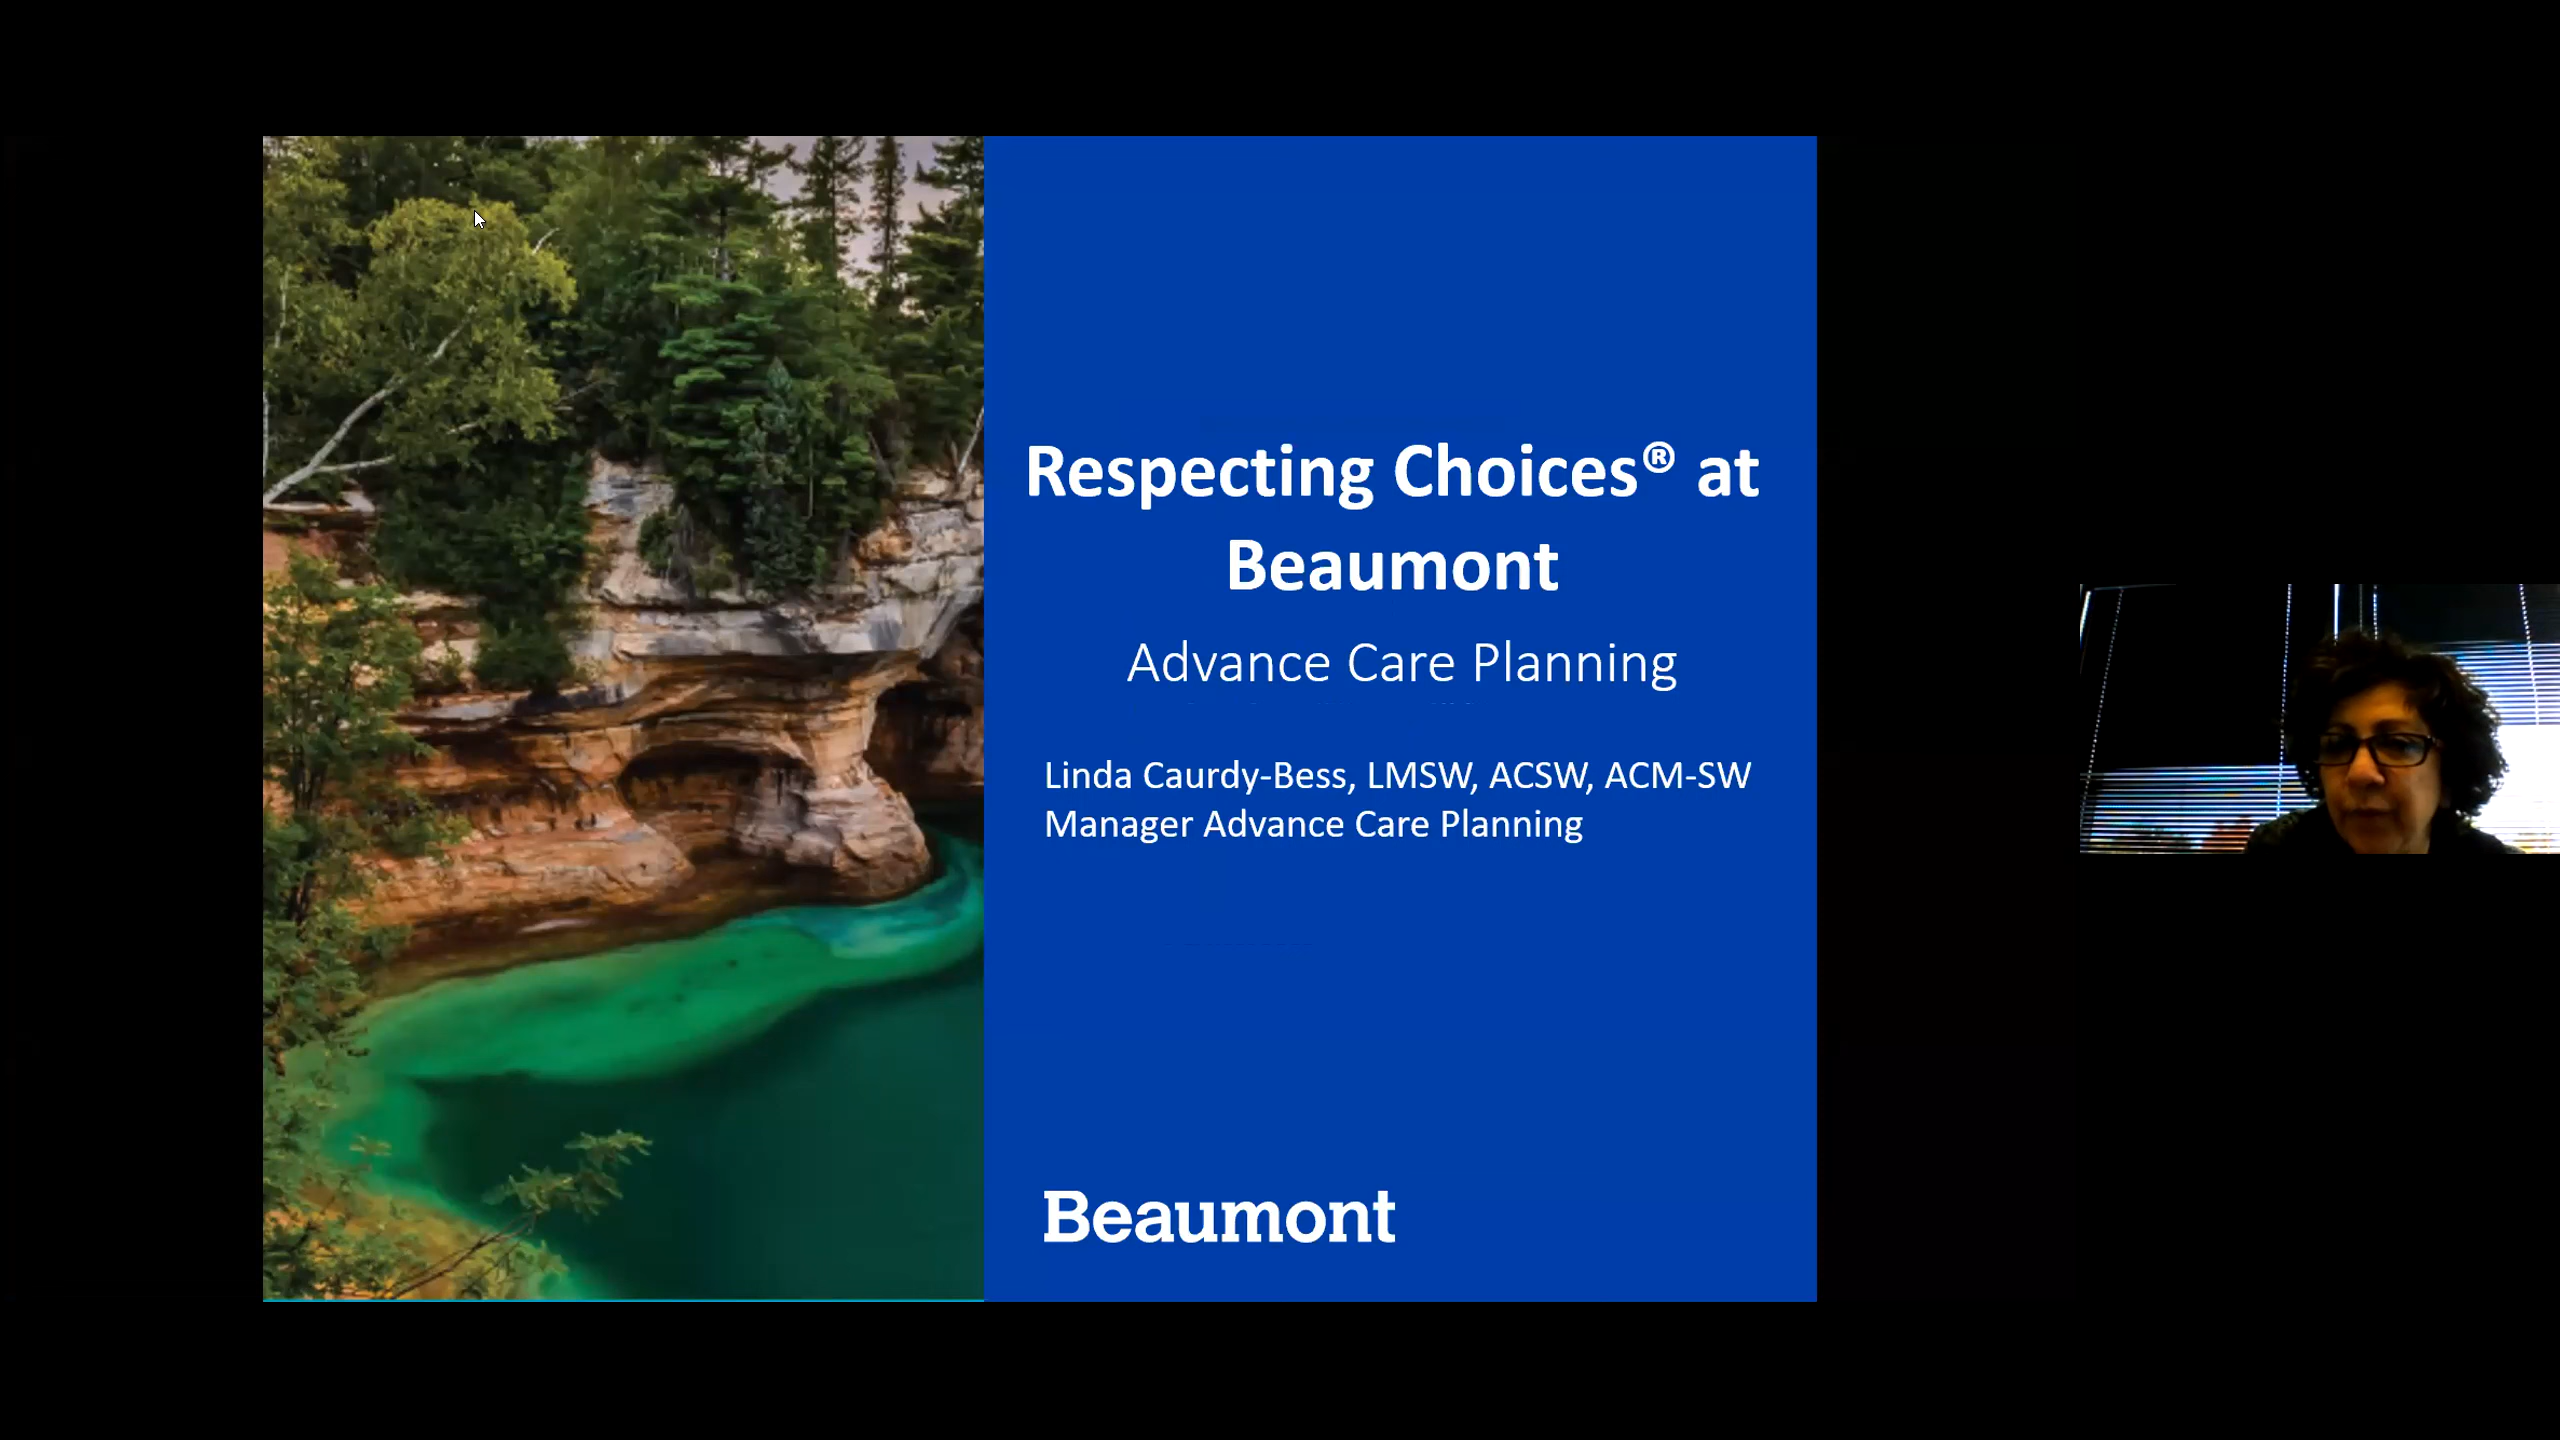 Respecting Choices® at
Beaumont
Advance Care Planning
Linda Caurdy-Bess, LMSW, ACSW, ACM-SW
Manager Advance Care Planning
Beaumont